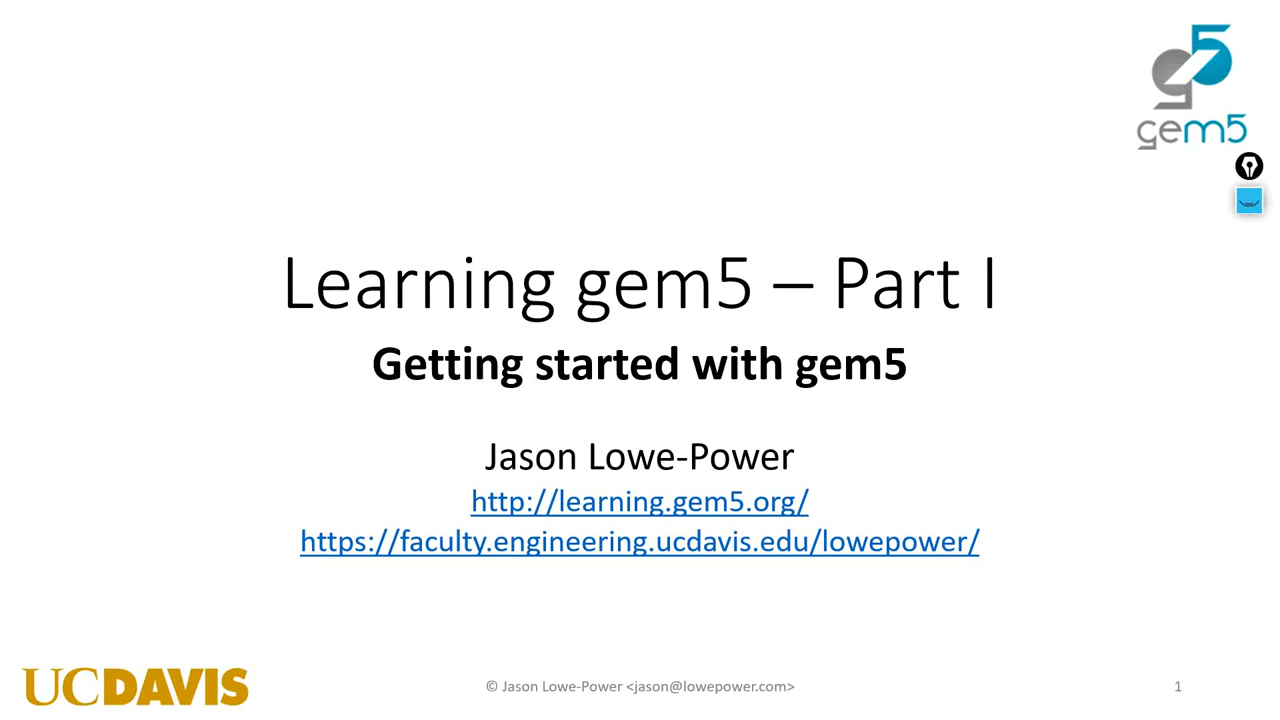 gem5
Learning gem5 – Part I
Getting started with gem5
Jason Lowe-Power
http://learning.gem5.org/
https://faculty.engineering.ucdavis.edu/lowepower/
UCDAVIS
© Jason Lowe-Power <jason@lowepower.com>
1